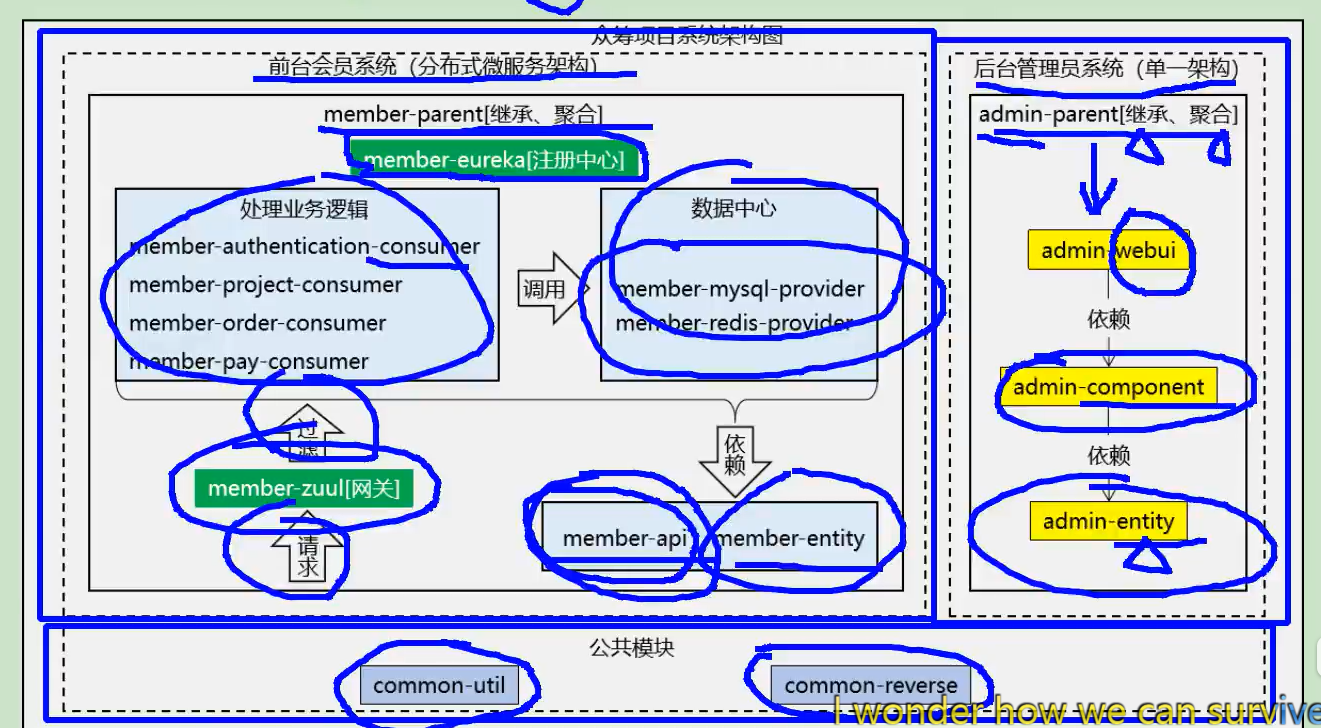 众筹项目系统架构图
前台会员系统（分布式微服务架构）
member-parent[继承、聚合]
member-eureka[注册中心]
处理业务逻辑
member-authentication-consumer
member-project-consumer
member-order-consumer
member-pay-consumer
调用
数据中心
member-mysql-provider
member-redis-provider
过滤
member-zuul[网关]
请求
依赖
member-api
member-entity
后台管理员系统（单一架构）
admin-parent[继承、聚合]
admin-webui
依赖
admin-component
依赖
admin-entity
公共模块
common-util
common-reverse
I wonder how we can survive